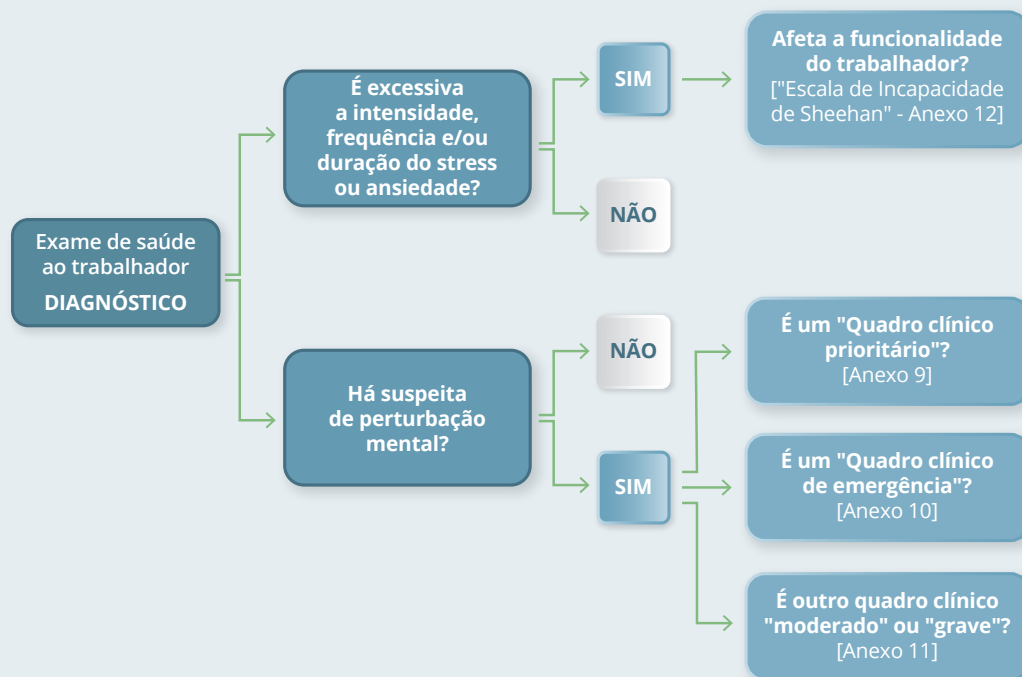 Exame de saúde
ao trabalhador
DIAGNÓSTICO
É excessiva
a intensidade,
frequência e/ou
duração do stress
ou ansiedade?
SIM
Afeta a funcionalidade
do trabalhador?
["Escala de Incapacidade
de Sheehan" - Anexo 12]
NÃO
Há suspeita
de perturbação
mental?
NÃO
SIM
É um "Quadro clínico
prioritário"?
[Anexo 9]
É um "Quadro clínico
de emergência"?
[Anexo 10]
É outro quadro clínico
"moderado" ou "grave"?
[Anexo 11]